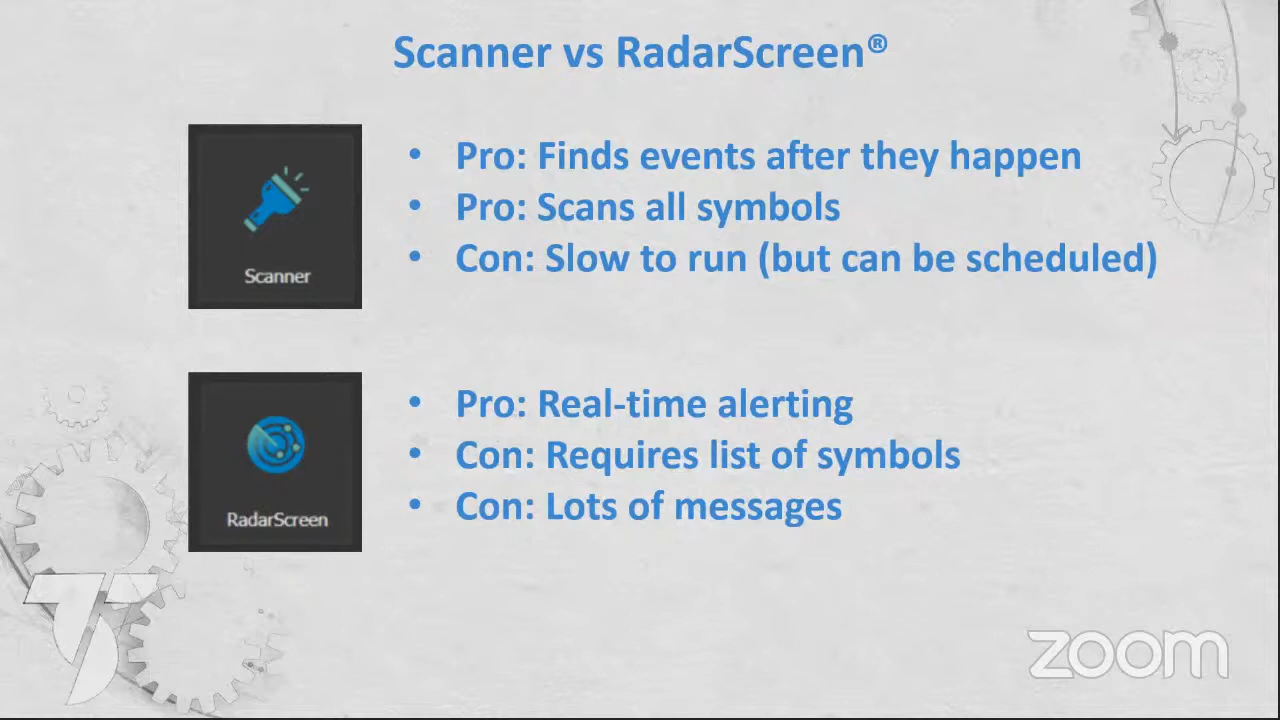 Scanner vs RadarScreen®
• Pro: Finds events after they happen
• Pro: Scans all symbols
• Con: Slow to run (but can be scheduled)
Scanner
• Pro: Real-time alerting
• Con: Requires list of symbols
• Con: Lots of messages
RadarScreen
zoom